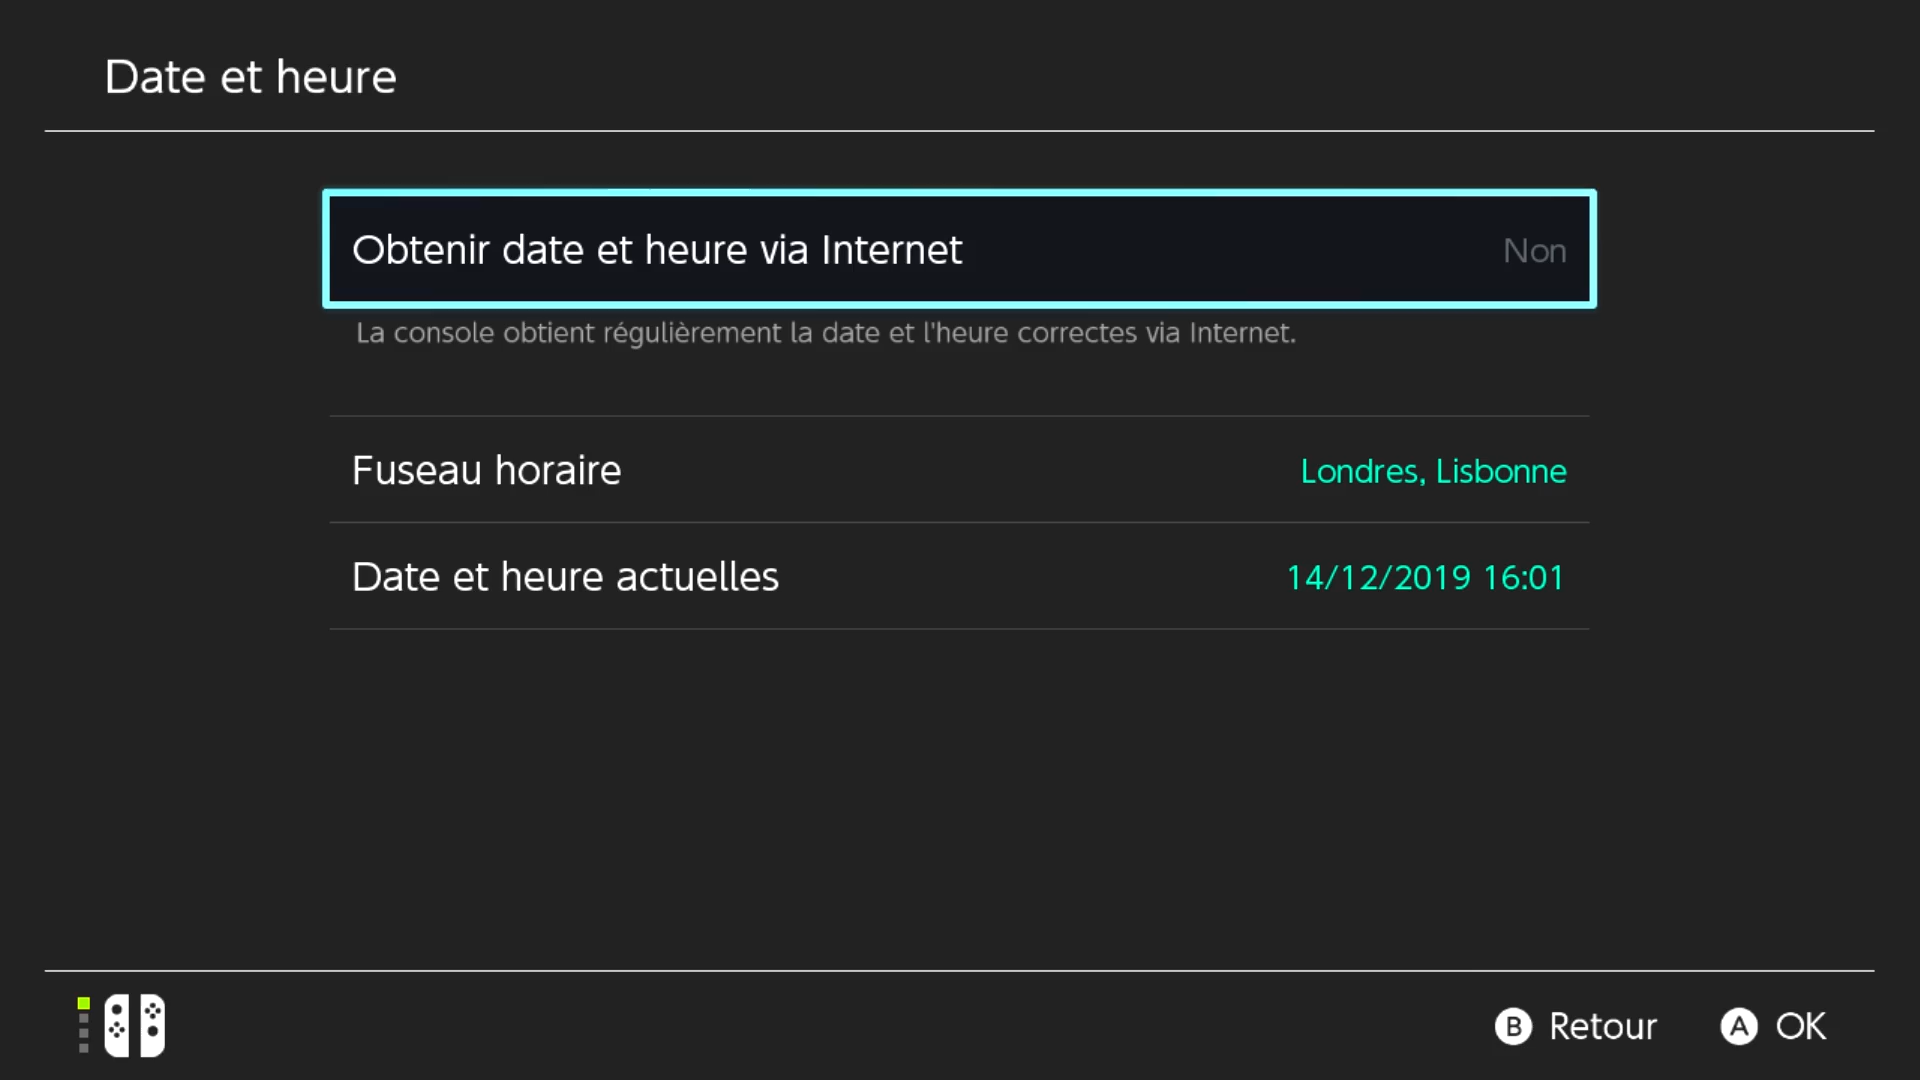 Date et heure
Obtenir date et heure via Internet Non
La console obtient régulièrement la date et l'heure correctes via Internet.
Fuseau horaire Londres, Lisbonne
Date et heure actuelles 14/12/2019 16:01
B Retour A OK